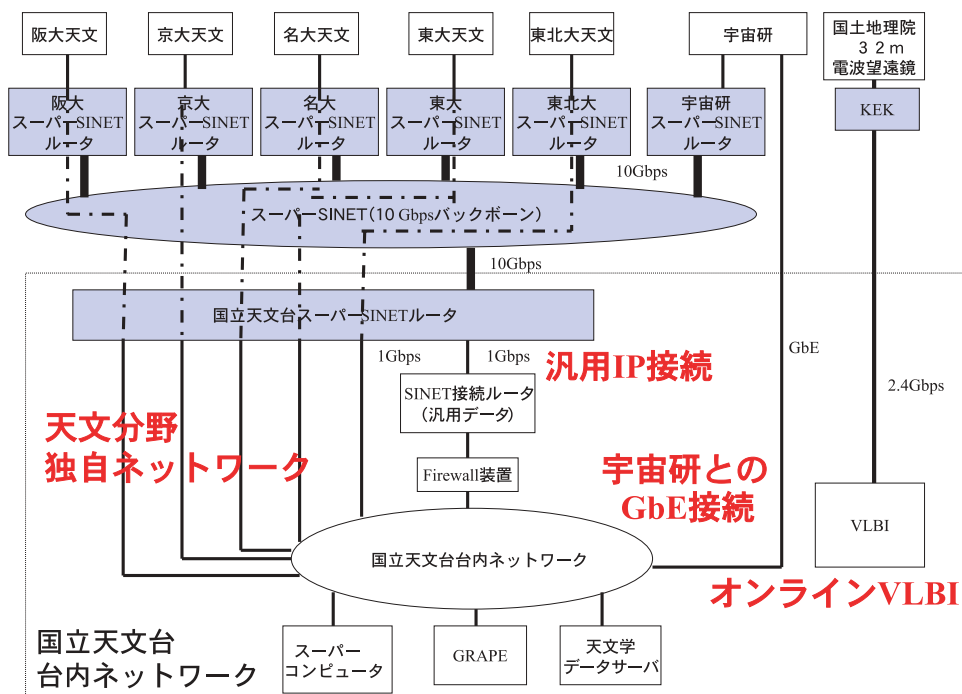 阪大天文
京大天文
名大天文
東大天文
東北大天文
宇宙研
国土地理院
３２ｍ
電波望遠鏡
阪大
スーパーSINET
ルータ
京大
スーパーSINET
ルータ
名大
スーパーSINET
ルータ
東大
スーパーSINET
ルータ
東北大
スーパーSINET
ルータ
宇宙研
スーパーSINET
ルータ
KEK
10Gbps
スーパーSINET(10 Gbpsバックボーン)
10Gbps
国立天文台スーパーSINETルータ
1Gbps
1Gbps
汎用IP接続
GbE
2.4Gbps
SINET接続ルータ
(汎用データ)
天文分野
独自ネットワーク
Firewall装置
宇宙研との
GbE接続
VLBI
国立天文台台内ネットワーク
オンラインVLBI
国立天文台
台内ネットワーク
スーパー
コンピュータ
GRAPE
天文学
データサーバ